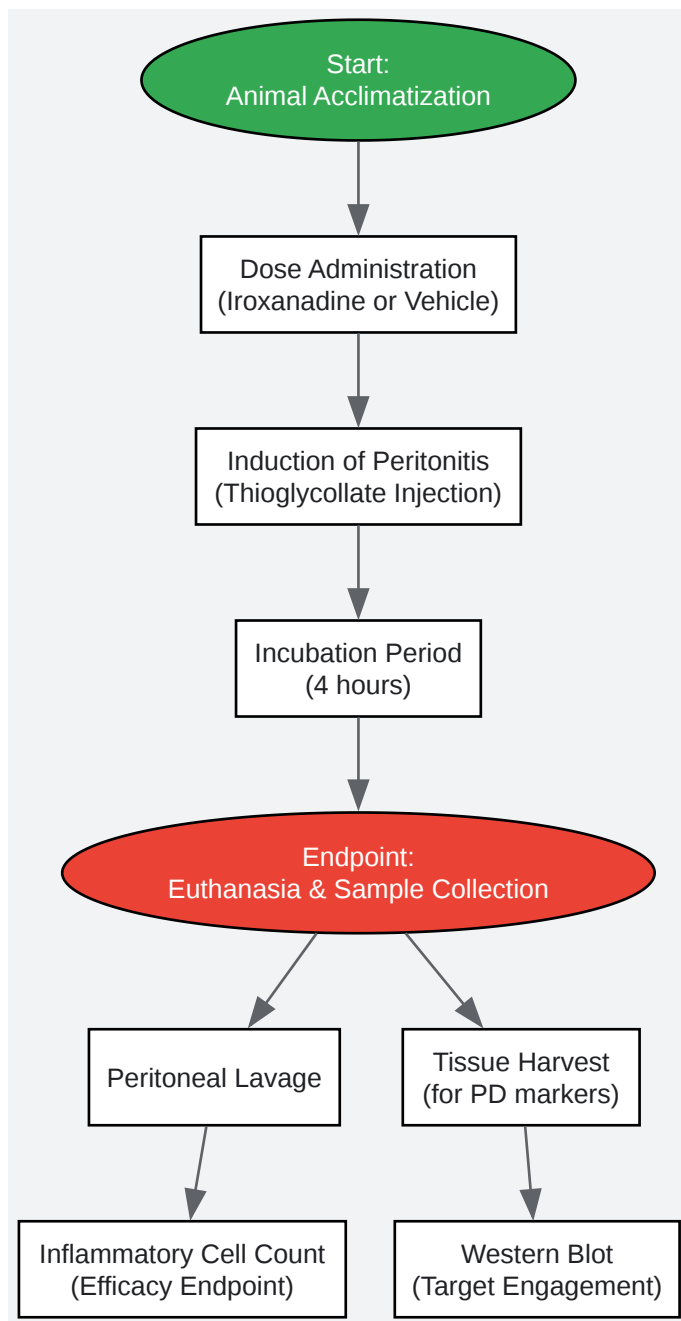 Start:
Animal Acclimatization
Dose Administration
(Iroxanadine or Vehicle)
Induction of Peritonitis
(Thioglycollate Injection)
Incubation Period
(4 hours)
Endpoint:
Euthanasia & Sample Collection
Peritoneal Lavage
Tissue Harvest
(for PD markers)
Inflammatory Cell Count
(Efficacy Endpoint)
Western Blot
(Target Engagement)